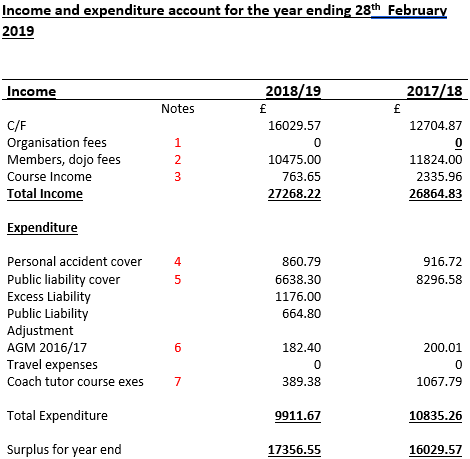 Income and expenditure account for the year ending 28th February
2019
Income 2018/19 2017/18
Notes £ £
C/F 16029.57 12704.87
Organisation fees 1 0 0
Members, dojo fees 2 10475.00 11824.00
Course Income 3 763.65 2335.96
Total Income 27268.22 26864.83
Expenditure
Personal accident cover 4 860.79 916.72
Public liability cover 5 6638.30 8296.58
Excess Liability 1176.00
Public Liability 664.80
Adjustment
AGM 2016/17 6 182.40 200.01
Travel expenses 0 0
Coach tutor course exes 7 389.38 1067.79
Total Expenditure 9911.67 10835.26
Surplus for year end 17356.55 16029.57